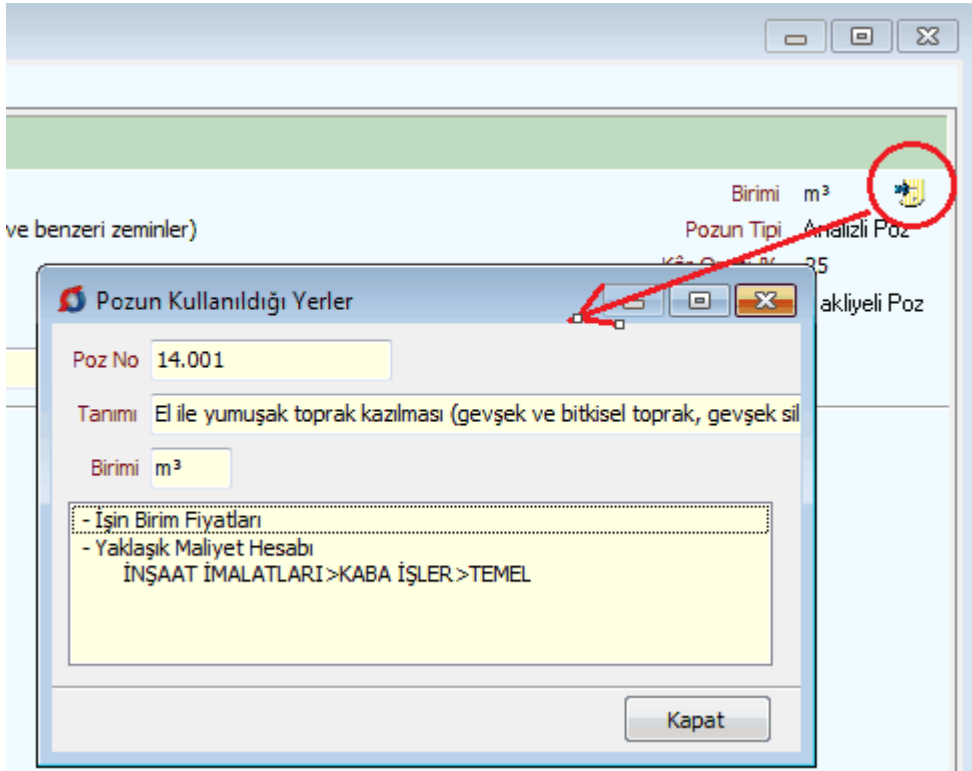 Birimi m³
ve benzeri zeminler) Pozun Tipi Analizli Poz
35
Pozun Kullanıldığı Yerler
akliyeli Poz
Poz No 14.001
Tanımı El ile yumuşak toprak kazılması (gevşek ve bitkisel toprak, gevşek sil
Birimi m³
- İşin Birim Fiyatları
- Yaklaşık Maliyet Hesabı
İNŞAAT İMALATLARI>KABA İŞLER>TEMEL
Kapat